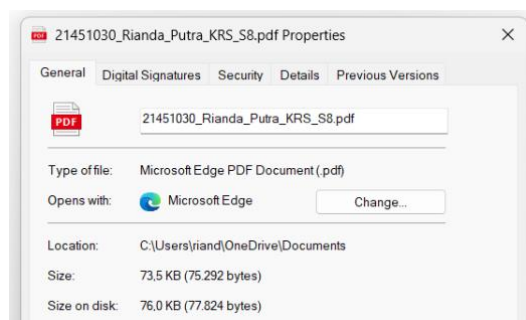 21451030_Rianda_Putra_KRS_S8.pdf Properties
General Digital Signatures Security Details Previous Versions
PDF 21451030_Rianda_Putra_KRS_S8.pdf
Type of file: Microsoft Edge PDF Document (.pdf)
Opens with: Microsoft Edge Change...
Location: C:\Users\riand\OneDrive\Documents
Size: 73,5 KB (75.292 bytes)
Size on disk: 76,0 KB (77.824 bytes)